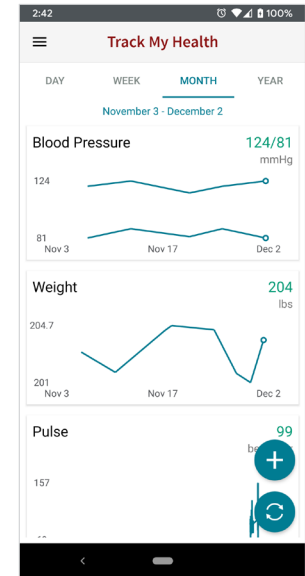 2:42 100%
Track My Health
DAY WEEK MONTH YEAR
November 3 - December 2
Blood Pressure 124/81
mmHg
124
81
Nov 3 Nov 17 Dec 2
Weight 204
lbs
204.7
201
Nov 3 Nov 17 Dec 2
Pulse 99
157